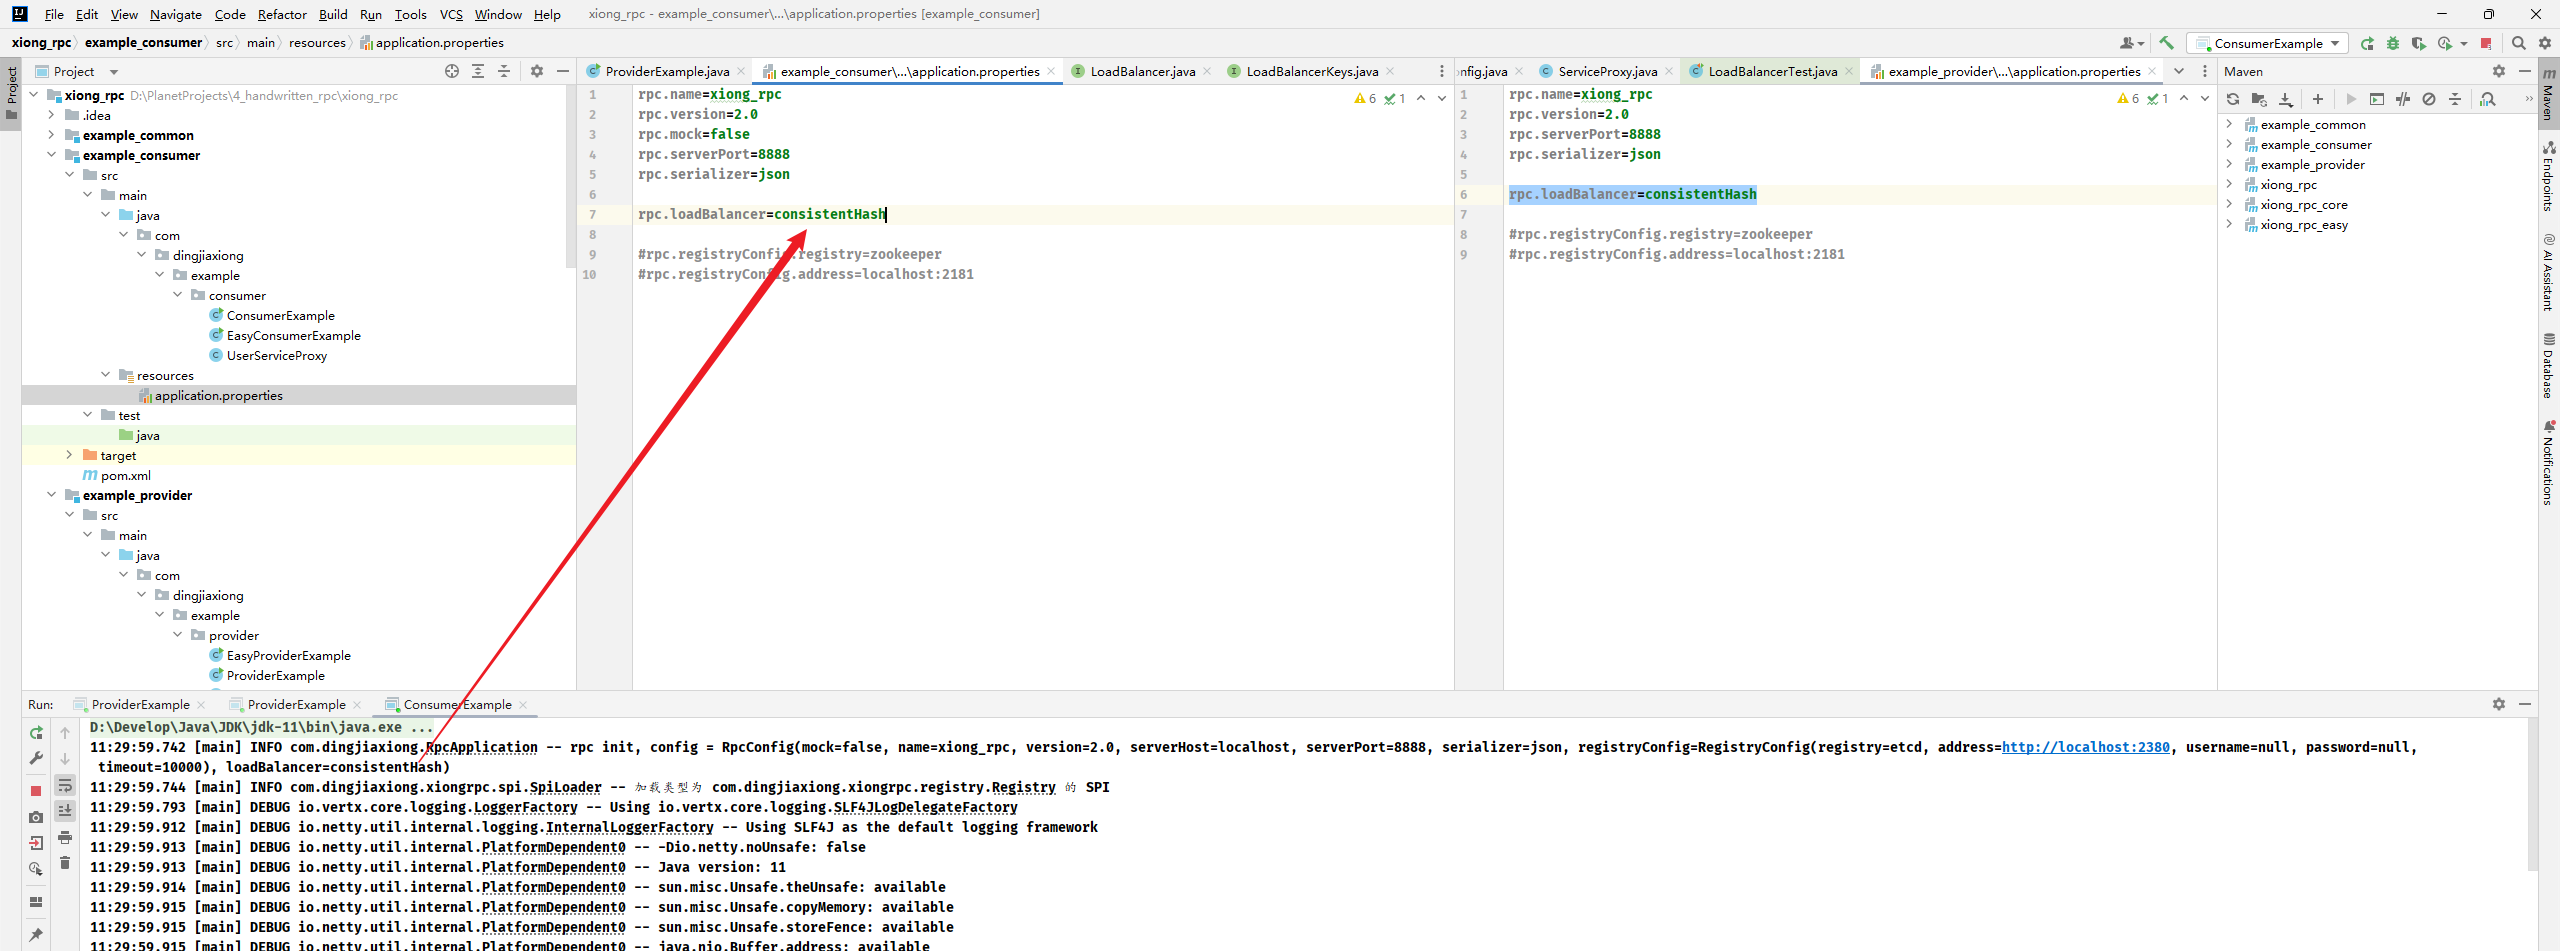 File Edit View Navigate Code Refactor Build Run Tools VCS Window Help xiong_rpc - example_consumer\...\application.properties [example_consumer]
xiong_rpc example_consumer src main resources application.properties ConsumerExample
Project
Project
xiong_rpc D:\PlanetProjects\4_handwritten_rpc\xiong_rpc
.idea
example_common
example_consumer
src
main
java
com
dingjiaxiong
example
consumer
ConsumerExample
EasyConsumerExample
UserServiceProxy
resources
application.properties
test
java
target
pom.xml
example_provider
src
main
java
com
dingjiaxiong
example
provider
EasyProviderExample
ProviderExample
ProviderExample.java example_consumer\...\application.properties LoadBalancer.java LoadBalancerKeys.java
6 1
1 rpc.name=xiong_rpc
2 rpc.version=2.0
3 rpc.mock=false
4 rpc.serverPort=8888
5 rpc.serializer=json
6
7 rpc.loadBalancer=consistentHash
8
9 #rpc.registryConfig.registry=zookeeper
10 #rpc.registryConfig.address=localhost:2181
nfig.java ServiceProxy.java LoadBalancerTest.java example_provider\...\application.properties
6 1
1 rpc.name=xiong_rpc
2 rpc.version=2.0
3 rpc.serverPort=8888
4 rpc.serializer=json
5
6 rpc.loadBalancer=consistentHash
7
8 #rpc.registryConfig.registry=zookeeper
9 #rpc.registryConfig.address=localhost:2181
Maven
example_common
example_consumer
example_provider
xiong_rpc
xiong_rpc_core
xiong_rpc_easy
Maven
Endpoints
AI Assistant
Database
Notifications
Run: ProviderExample ProviderExample ConsumerExample
D:\Develop\Java\JDK\jdk-11\bin\java.exe ...
11:29:59.742 [main] INFO com.dingjiaxiong.RpcApplication -- rpc init, config = RpcConfig(mock=false, name=xiong_rpc, version=2.0, serverHost=localhost, serverPort=8888, serializer=json, registryConfig=RegistryConfig(registry=etcd, address=http://localhost:2380, username=null, password=null,
timeout=10000), loadBalancer=consistentHash)
11:29:59.744 [main] INFO com.dingjiaxiong.xiongrpc.spi.SpiLoader -- 加载类型为 com.dingjiaxiong.xiongrpc.registry.Registry 的 SPI
11:29:59.793 [main] DEBUG io.vertx.core.logging.LoggerFactory -- Using io.vertx.core.logging.SLF4JLogDelegateFactory
11:29:59.912 [main] DEBUG io.netty.util.internal.logging.InternalLoggerFactory -- Using SLF4J as the default logging framework
11:29:59.913 [main] DEBUG io.netty.util.internal.PlatformDependent0 -- -Dio.netty.noUnsafe: false
11:29:59.913 [main] DEBUG io.netty.util.internal.PlatformDependent0 -- Java version: 11
11:29:59.914 [main] DEBUG io.netty.util.internal.PlatformDependent0 -- sun.misc.Unsafe.theUnsafe: available
11:29:59.915 [main] DEBUG io.netty.util.internal.PlatformDependent0 -- sun.misc.Unsafe.copyMemory: available
11:29:59.915 [main] DEBUG io.netty.util.internal.PlatformDependent0 -- sun.misc.Unsafe.storeFence: available
11:29:59.915 [main] DEBUG io.netty.util.internal.PlatformDependent0 -- java.nio.Buffer.address: available